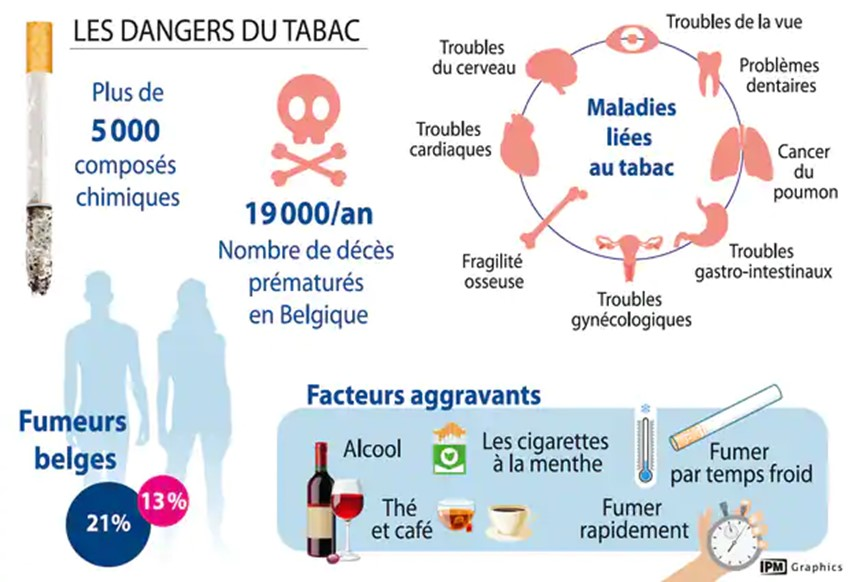 LES DANGERS DU TABAC
Plus de
5 000
composés
chimiques
19 000/an
Nombre de décès
prématurés
en Belgique
Maladies
liées
au tabac
Troubles de la vue
Problèmes
dentaires
Cancer
du
poumon
Troubles
gastro-intestinaux
Troubles
gynécologiques
Fragilité
osseuse
Troubles
cardiaques
Troubles
du cerveau
Fumeurs
belges
21%
13%
Facteurs aggravants
Alcool
Les cigarettes
à la menthe
Fumer
par temps froid
Thé
et café
Fumer
rapidement
IPM Graphics